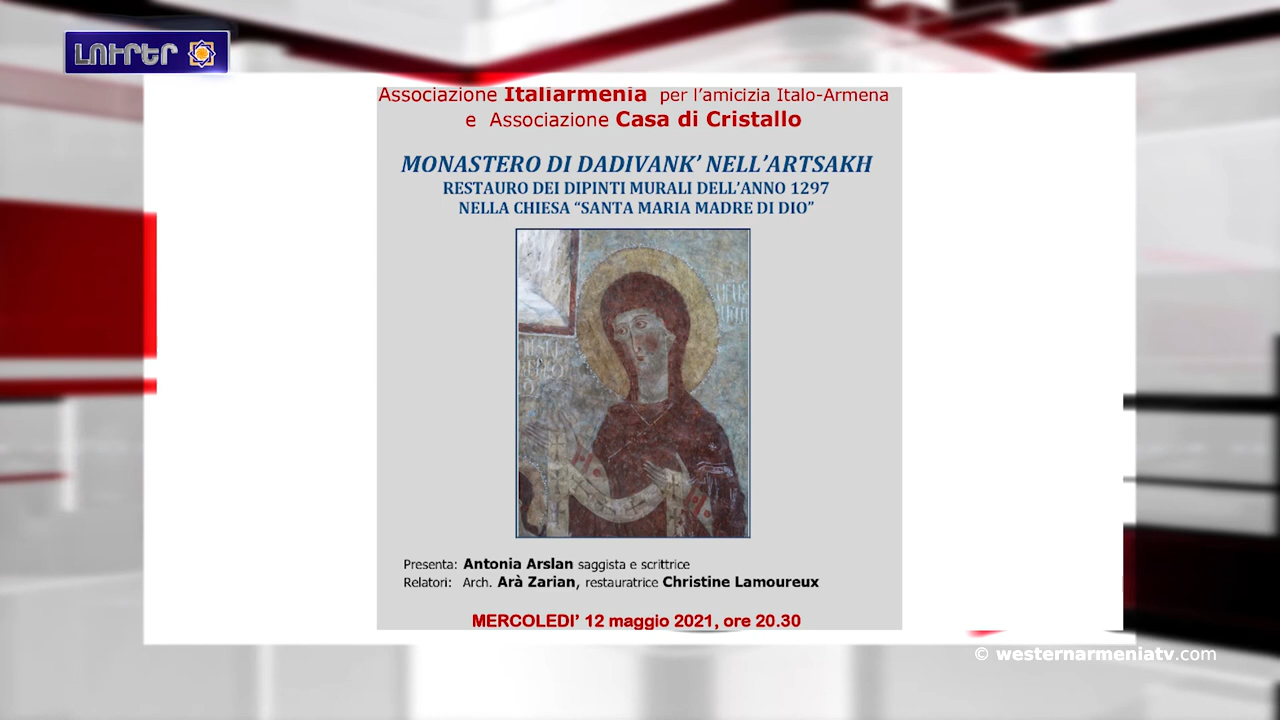 ԼՈՒՐԵՐ
Associazione Italiarmenia per l'amicizia Italo-Armena
e Associazione Casa di Cristallo
MONASTERO DI DADIVANK’ NELL’ARTSAKH
RESTAURO DEI DIPINTI MURALI DELL’ANNO 1297
NELLA CHIESA “SANTA MARIA MADRE DI DIO”
Presenta: Antonia Arslan saggista e scrittrice
Relatori: Arch. Arà Zarian, restauratrice Christine Lamoureux
MERCOLEDI’ 12 maggio 2021, ore 20.30
© westernarmeniatv.com